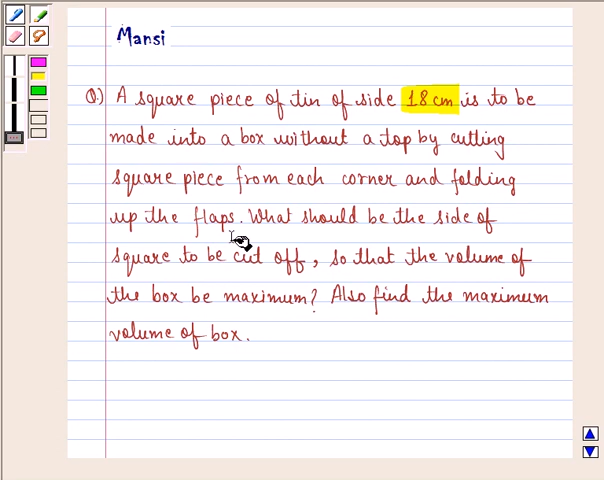 Mansi
Q.) A square piece of tin of side 18 cm is to be
made into a box without a top by cutting
square piece from each corner and folding
up the flaps. What should be the side of
square to be cut off, so that the volume of
the box be maximum? Also find the maximum
volume of box.